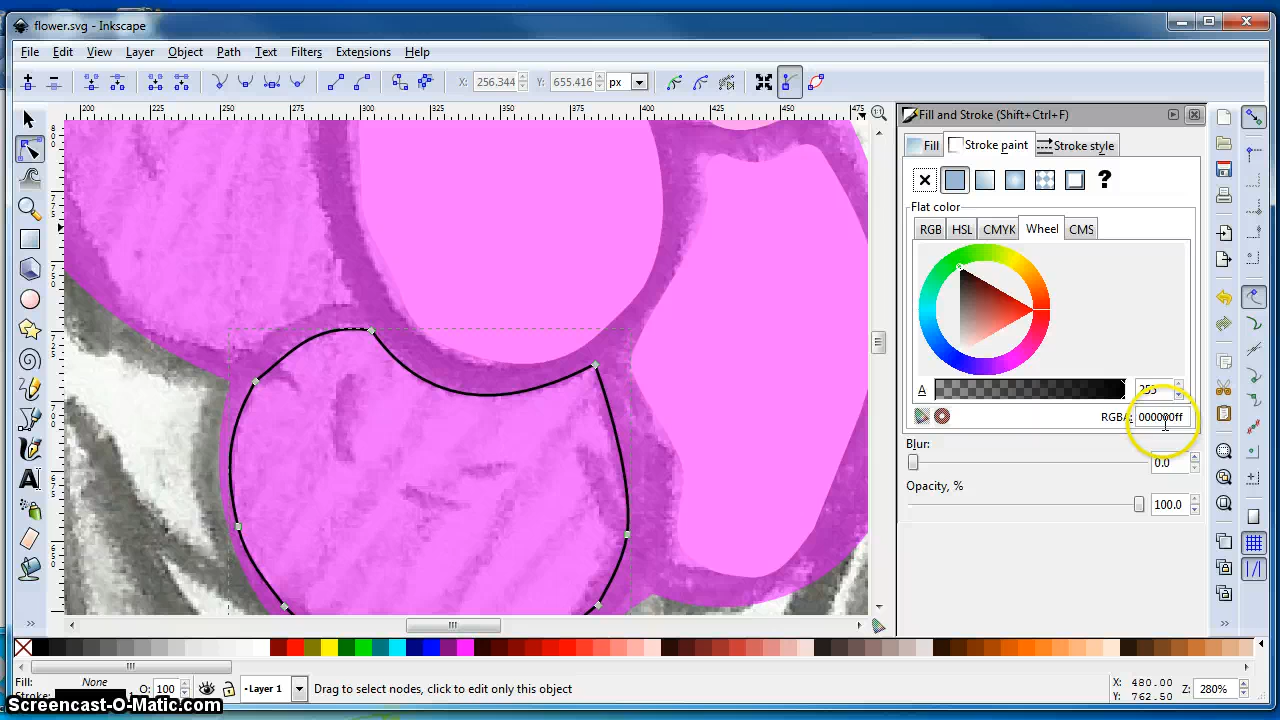 flower.svg - Inkscape
File Edit View Layer Object Path Text Filters Extensions Help
X: 256.344 Y: 655.416 px
200 225 250 275 300 325 350 375 400 425 450 475
Fill and Stroke (Shift+Ctrl+F)
Fill Stroke paint Stroke style
?
Flat color
RGB HSL CMYK Wheel CMS
A 255
RGBA: 000000ff
Blur:
0.0
Opacity, %
100.0
Fill: None
Stroke: 1 O: 100 Layer 1 Drag to select nodes, click to edit only this object
X: 480.00
Y: 762.50 Z: 280%
Screencast-O-Matic.com